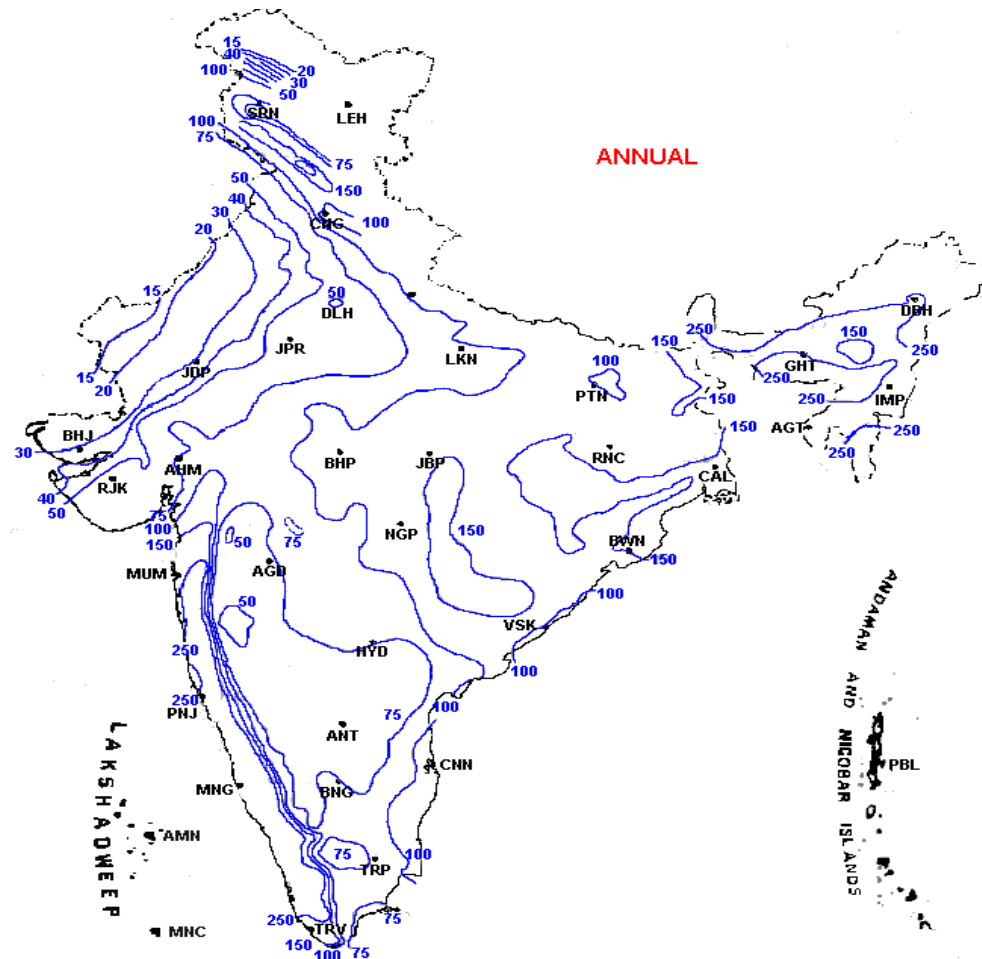 15
40
100
20
30
50
SRN
LEH
100
75
75
150
ANNUAL
50
40
30
20
CHG
100
15
50
DLH
JPR
LKN
JDP
15
20
100
PTN
150
150
250
DBH
150
GHT
250
250
250
IMP
AGT
250
250
BHJ
30
AHM
RJK
40
50
75
100
150
BHP
JBP
RNC
150
CAL
50
75
NGP
150
BWN
150
MUM
AGD
50
100
VSK
HYD
250
100
250
PNJ
75
100
ANT
CNN
MNG
BNG
75
TRP
100
250
TRV
75
150
100
75
LAKSHADWEEP
AMN
MNC
ANDAMAN AND NICOBAR ISLANDS
PBL